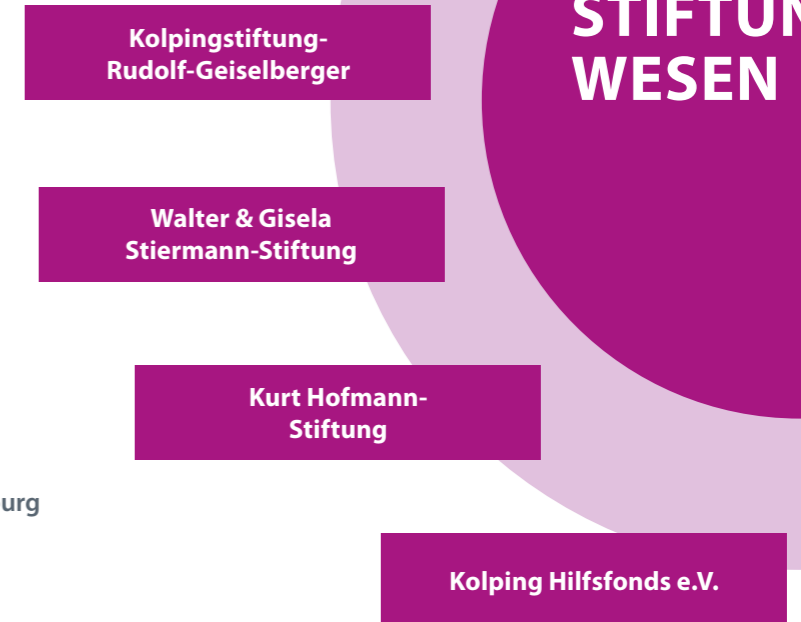 STIFTUN
WESEN
Kolpingstiftung-
Rudolf-Geiselberger
Walter & Gisela
Stiermann-Stiftung
Kurt Hofmann-
Stiftung
urg
Kolping Hilfsfonds e.V.